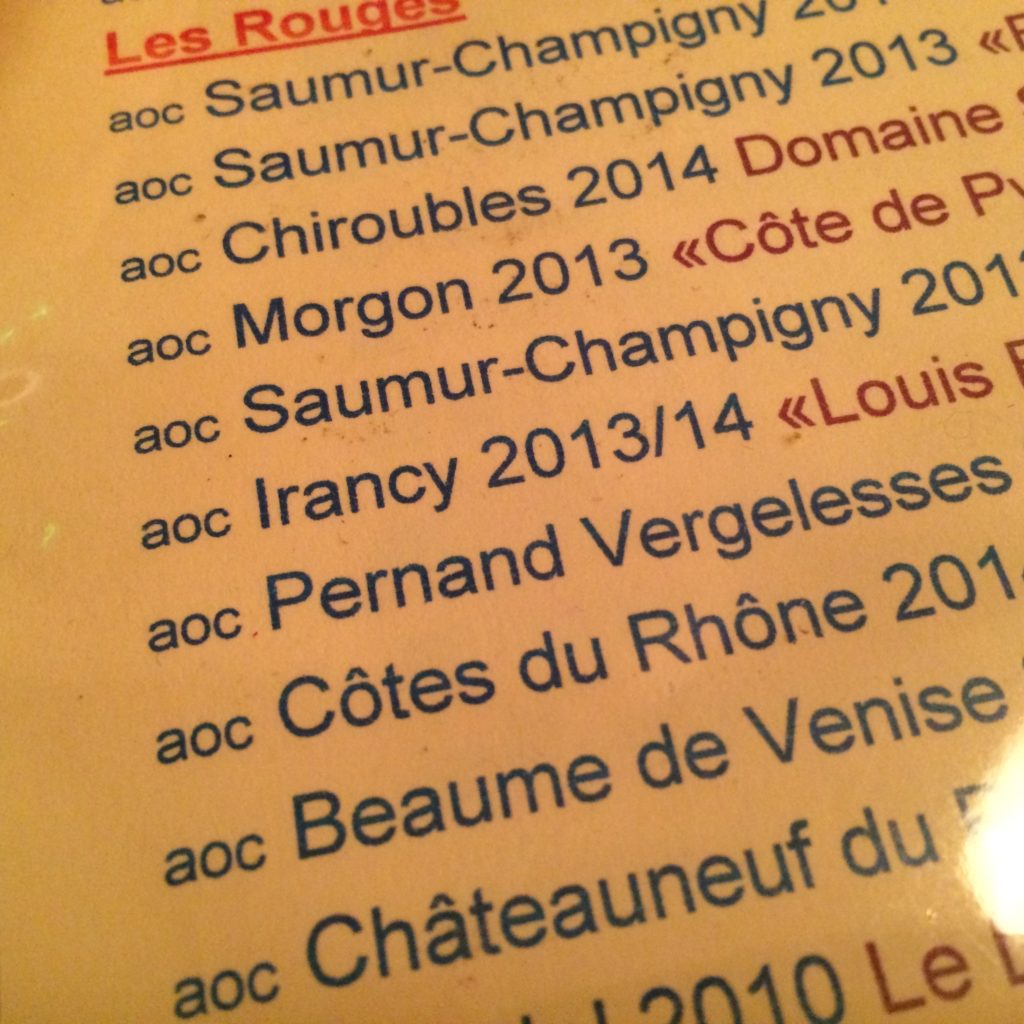 Les Rouges
aoc Saumur-Champigny
aoc Saumur-Champigny 2013
aoc Chiroubles 2014 Domaine
aoc Morgon 2013 «Côte de
aoc Saumur-Champigny
aoc Irancy 2013/14 «Louis
aoc Pernand Vergelesses
aoc Côtes du Rhône 2014
aoc Beaume de Venise
aoc Châteauneuf du
2010 Le